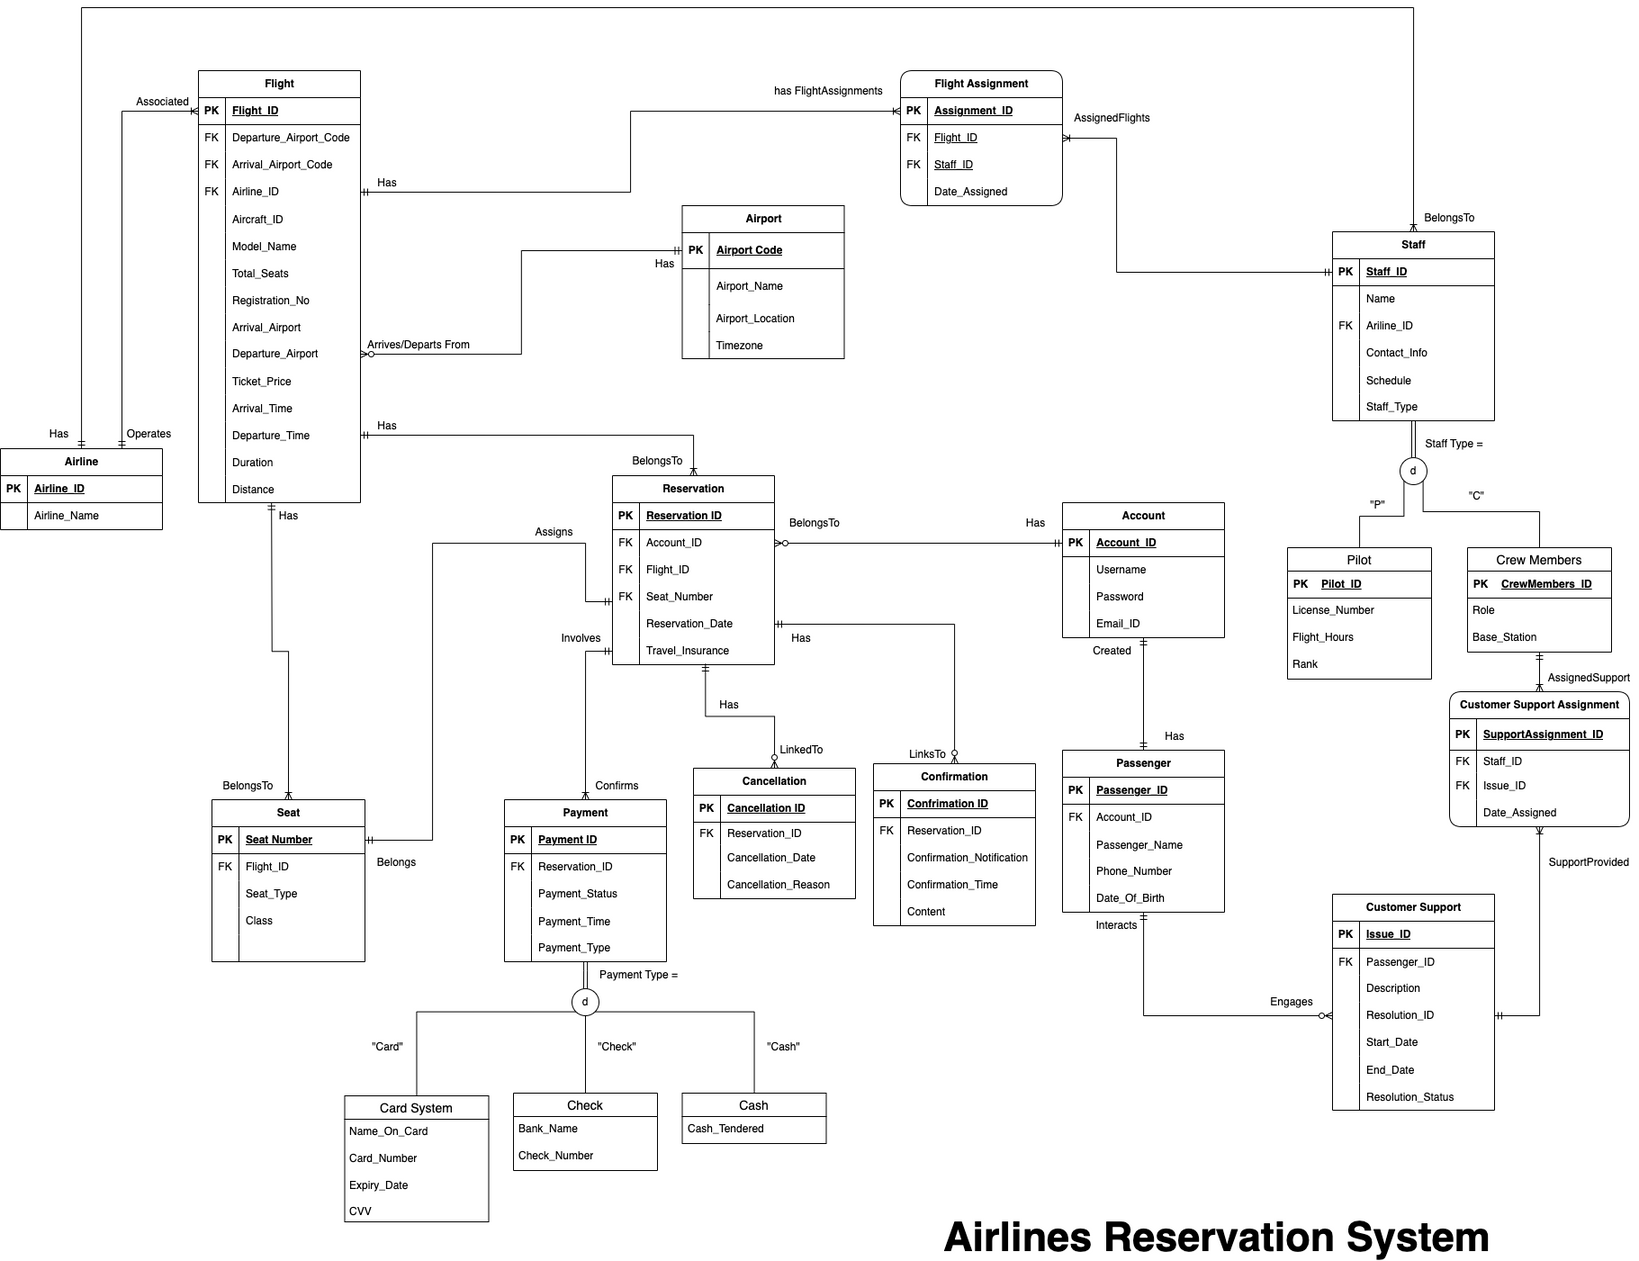 Flight
PK Flight_ID
FK Departure_Airport_Code
FK Arrival_Airport_Code
FK Airline_ID
Aircraft_ID
Model_Name
Total_Seats
Registration_No
Arrival_Airport
Departure_Airport
Ticket_Price
Arrival_Time
Departure_Time
Duration
Distance
Associated
Has
has FlightAssignments
Flight Assignment
PK Assignment_ID
FK Flight_ID
FK Staff_ID
Date_Assigned
AssignedFlights
Airport
PK Airport Code
Airport_Name
Airport_Location
Timezone
Has
Arrives/Departs From
BelongsTo
Staff
PK Staff_ID
Name
FK Ariline_ID
Contact_Info
Schedule
Staff_Type
Staff Type =
d
"P"
"C"
Has
Operates
Airline
PK Airline_ID
Airline_Name
Has
BelongsTo
Has
Reservation
PK Reservation ID
FK Account_ID
FK Flight_ID
FK Seat_Number
Reservation_Date
Travel_Insurance
Assigns
BelongsTo
Has
Account
PK Account_ID
Username
Password
Email_ID
Pilot
PK Pilot_ID
License_Number
Flight_Hours
Rank
Crew Members
PK CrewMembers_ID
Role
Base_Station
Involves
Has
Created
Has
AssignedSupport
Customer Support Assignment
PK SupportAssignment_ID
FK Staff_ID
FK Issue_ID
Date_Assigned
BelongsTo
Confirms
LinkedTo
LinksTo
Has
Seat
PK Seat Number
FK Flight_ID
Seat_Type
Class
Belongs
Payment
PK Payment ID
FK Reservation_ID
Payment_Status
Payment_Time
Payment_Type
Cancellation
PK Cancellation ID
FK Reservation_ID
Cancellation_Date
Cancellation_Reason
Confirmation
PK Confrimation ID
FK Reservation_ID
Confirmation_Notification
Confirmation_Time
Content
Passenger
PK Passenger_ID
FK Account_ID
Passenger_Name
Phone_Number
Date_Of_Birth
Interacts
SupportProvided
Customer Support
PK Issue_ID
FK Passenger_ID
Description
Resolution_ID
Start_Date
End_Date
Resolution_Status
Engages
Payment Type =
d
"Card"
"Check"
"Cash"
Card System
Name_On_Card
Card_Number
Expiry_Date
CVV
Check
Bank_Name
Check_Number
Cash
Cash_Tendered
Airlines Reservation System